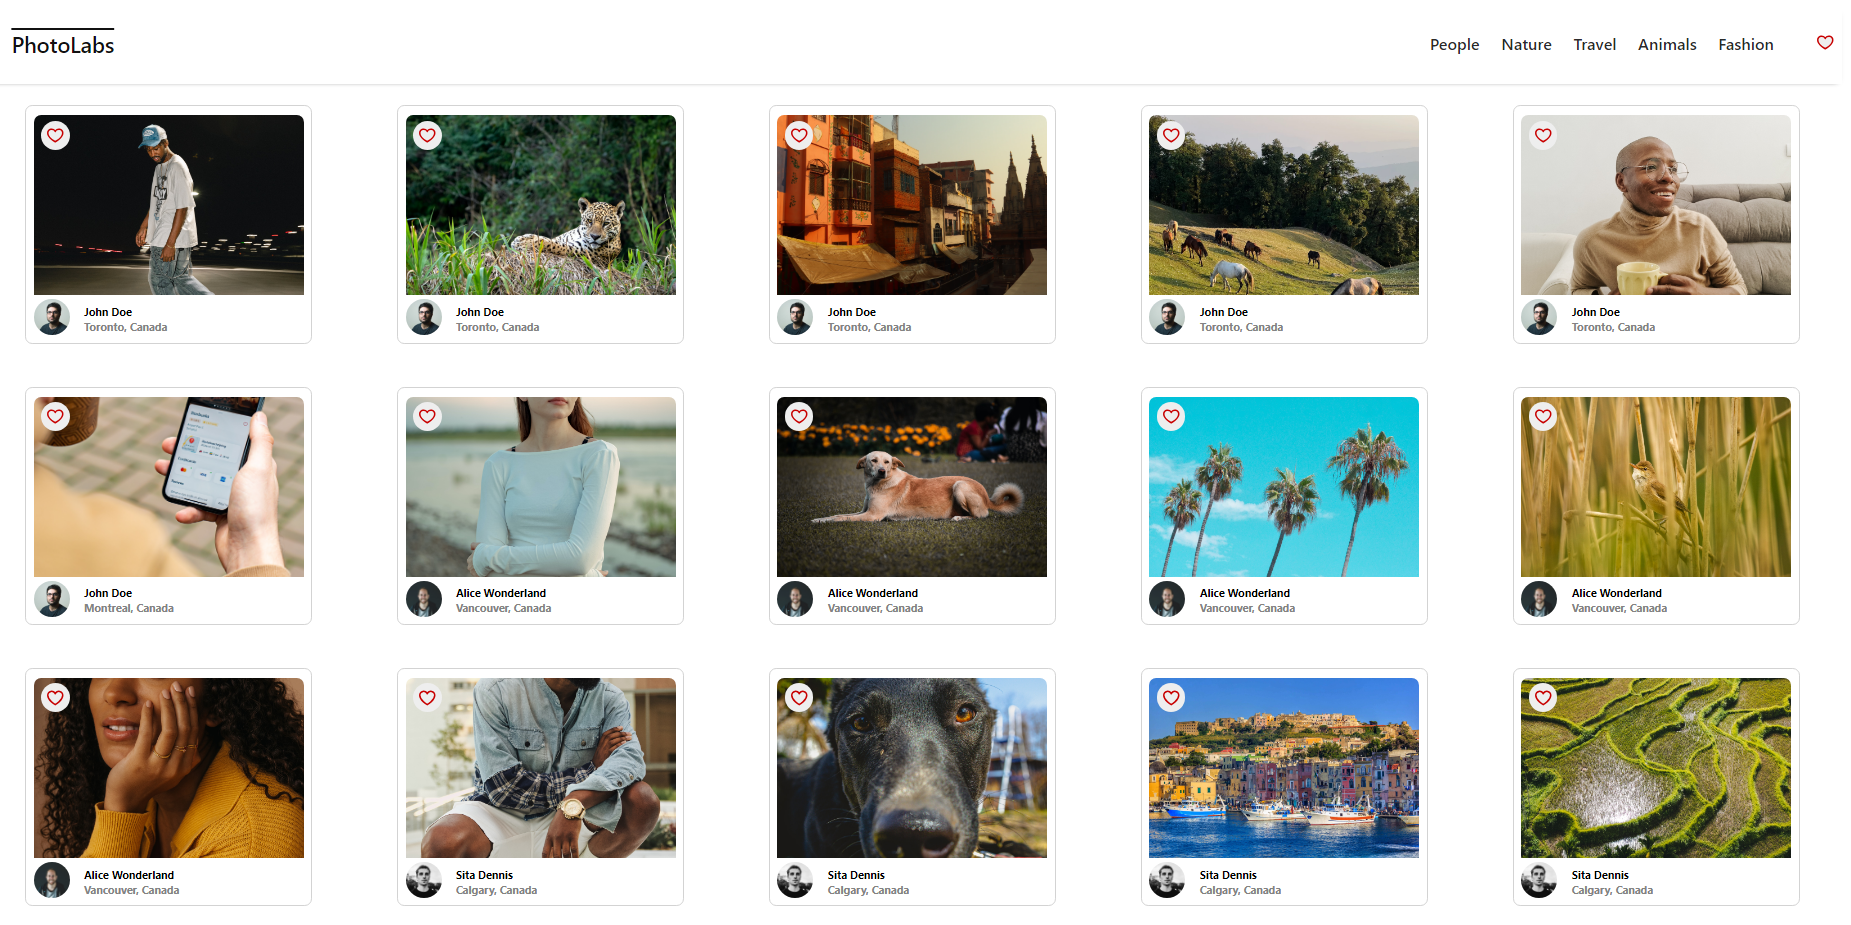 PhotoLabs
People Nature Travel Animals Fashion
John Doe
Toronto, Canada
John Doe
Toronto, Canada
John Doe
Toronto, Canada
John Doe
Toronto, Canada
John Doe
Toronto, Canada
John Doe
Montreal, Canada
Alice Wonderland
Vancouver, Canada
Alice Wonderland
Vancouver, Canada
Alice Wonderland
Vancouver, Canada
Alice Wonderland
Vancouver, Canada
Alice Wonderland
Vancouver, Canada
Sita Dennis
Calgary, Canada
Sita Dennis
Calgary, Canada
Sita Dennis
Calgary, Canada
Sita Dennis
Calgary, Canada